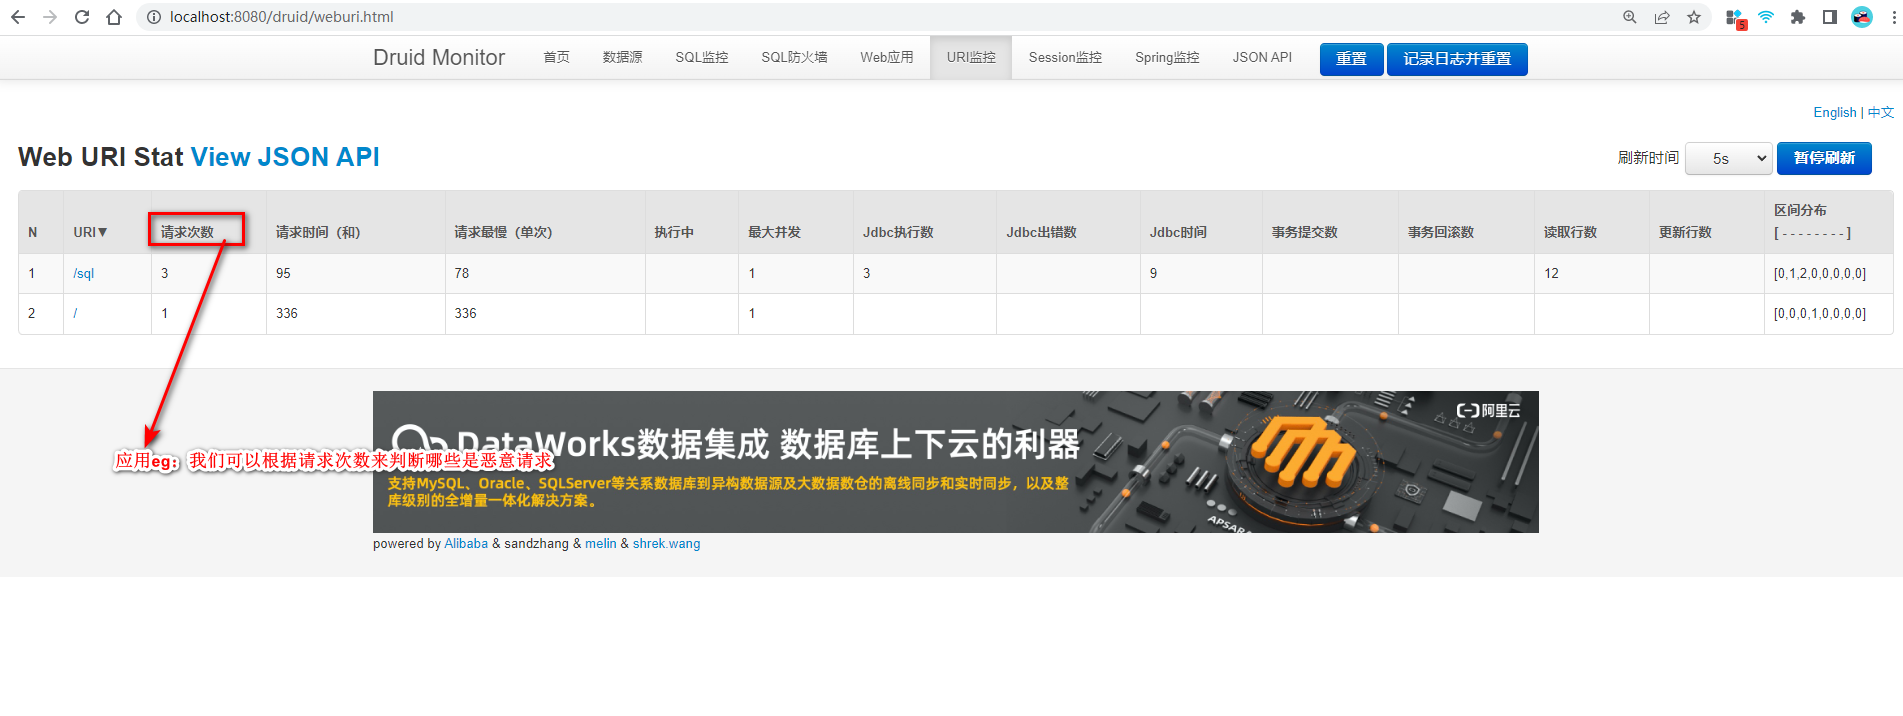 localhost:8080/druid/weburi.html
5
Druid Monitor 首页 数据源 SQL监控 SQL防火墙 Web应用 URI监控 Session监控 Spring监控 JSON API 重置 记录日志并重置
English | 中文
Web URI Stat View JSON API 刷新时间 5s 暂停刷新
N URI▼ 请求次数 请求时间（和） 请求最慢（单次） 执行中 最大并发 Jdbc执行数 Jdbc出错数 Jdbc时间 事务提交数 事务回滚数 读取行数 更新行数 区间分布
[ - - - - - - - - ]
1 /sql 3 95 78 1 3 9 12 [0,1,2,0,0,0,0,0]
2 / 1 336 336 1 [0,0,0,1,0,0,0,0]
阿里云
DataWorks数据集成 数据库上下云的利器
应用eg：我们可以根据请求次数来判断哪些是恶意请求
支持MySQL、Oracle、SQLServer等关系数据库到异构数据源及大数据数仓的离线同步和实时同步，以及整
库级别的全增量一体化解决方案。
powered by Alibaba & sandzhang & melin & shrek.wang